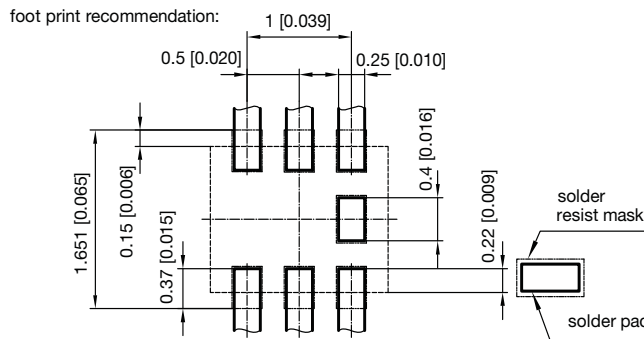 foot print recommendation:
1 [0.039]
0.5 [0.020]
0.25 [0.010]
1.651 [0.065]
0.15 [0.006]
0.37 [0.015]
0.4 [0.016]
0.22 [0.009]
solder
resist mask
solder pad